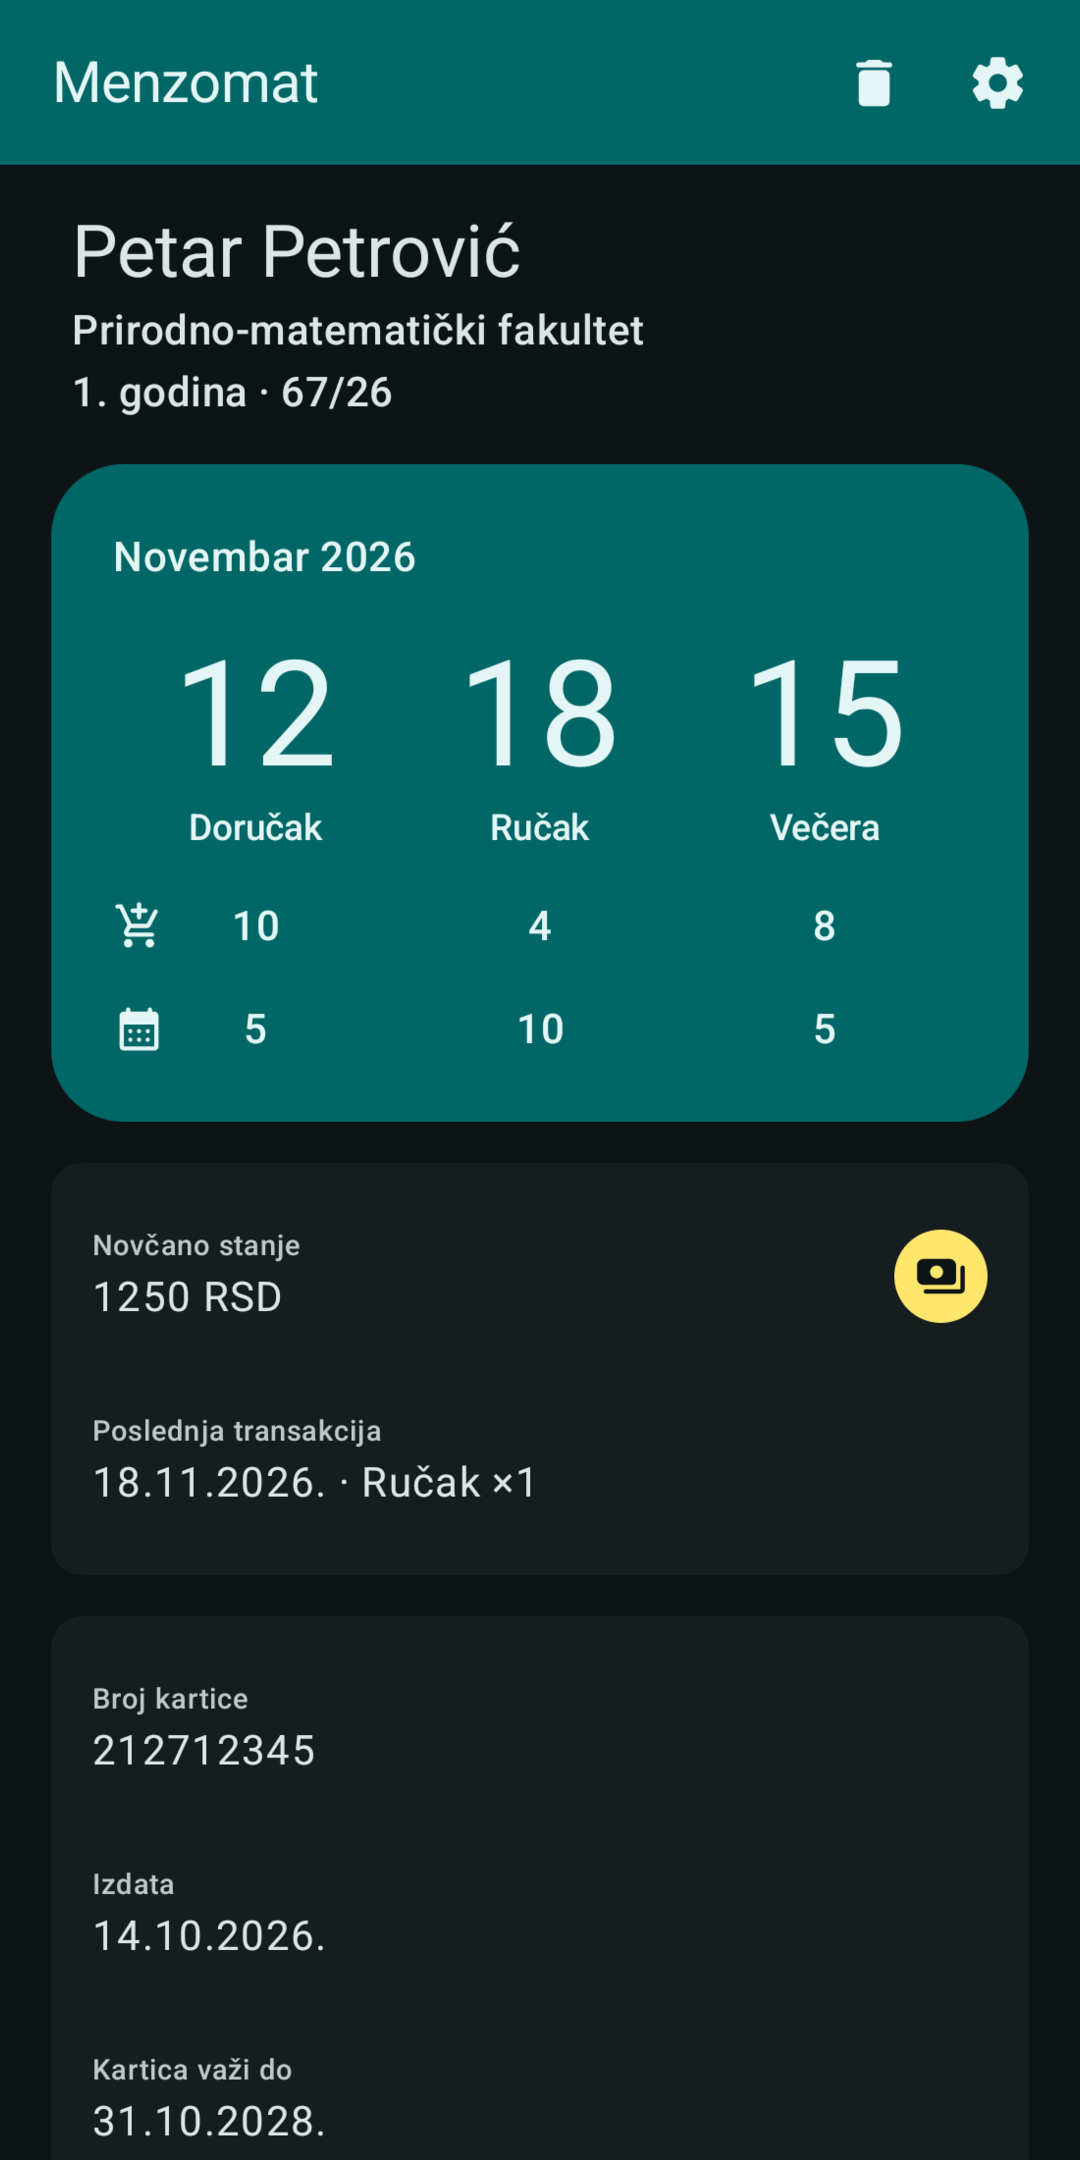 Menzomat
Petar Petrović
Prirodno-matematički fakultet
1. godina · 67/26
Novembar 2026
12 18 15
Doručak Ručak Večera
10 4 8
5 10 5
Novčano stanje
1250 RSD
Poslednja transakcija
18.11.2026. · Ručak ×1
Broj kartice
212712345
Izdata
14.10.2026.
Kartica važi do
31.10.2028.